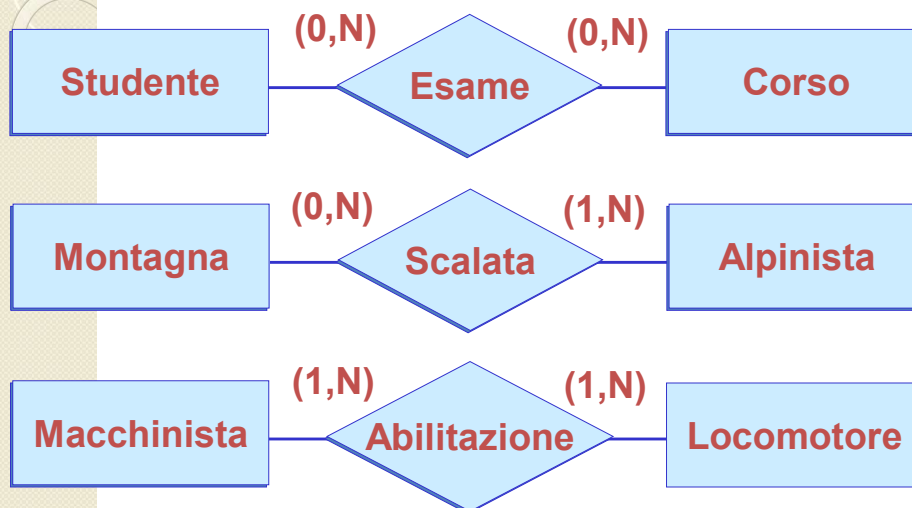 (0,N) (0,N)
Studente Esame Corso
(0,N) (1,N)
Montagna Scalata Alpinista
(1,N) (1,N)
Macchinista Abilitazione Locomotore